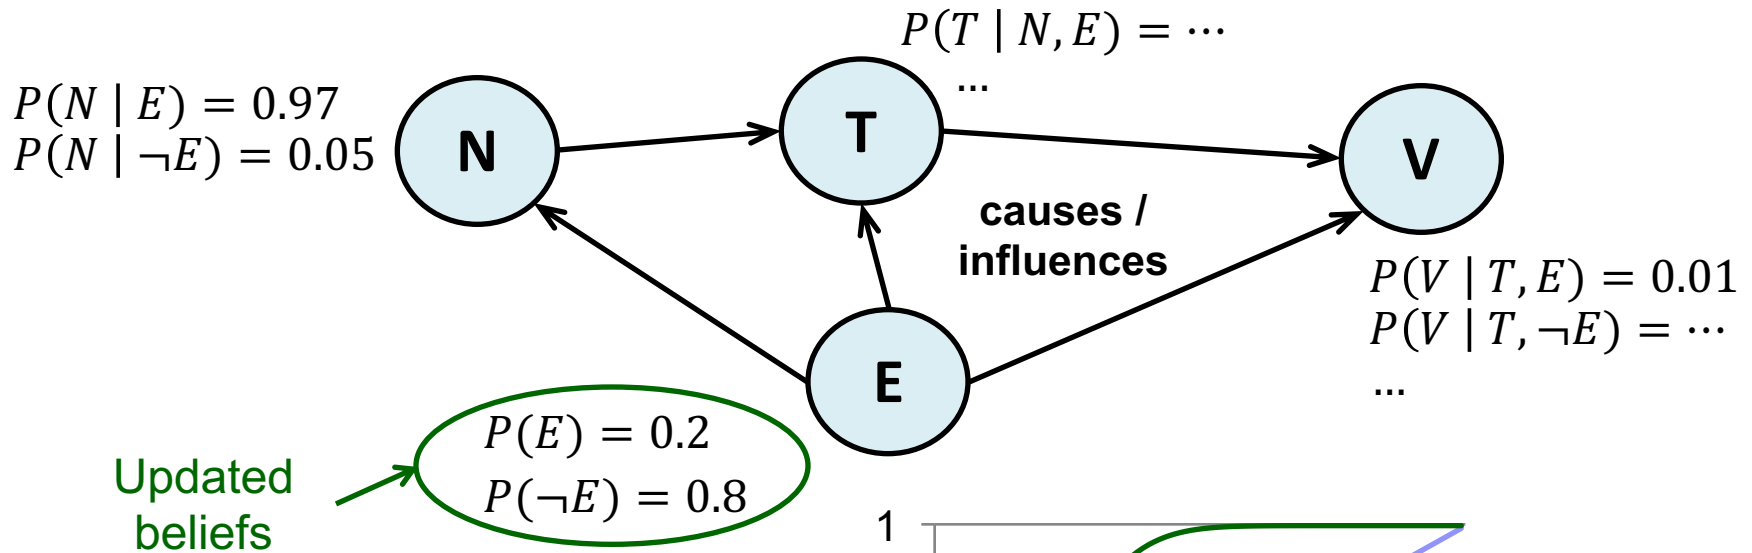 P(T | N, E) = ⋯
...
P(N | E) = 0.97
P(N | ¬E) = 0.05
N
T
V
causes /
influences
P(V | T, E) = 0.01
P(V | T, ¬E) = ⋯
...
E
P(E) = 0.2
P(¬E) = 0.8
Updated
beliefs
1